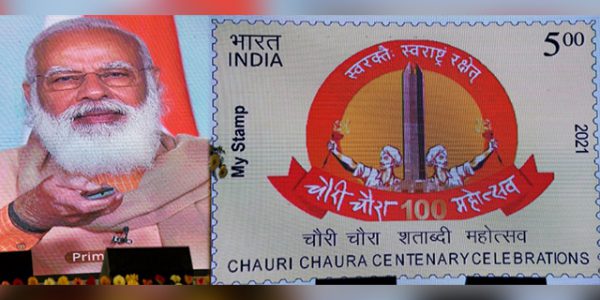 भारत
INDIA
5.00
स्वरक्तैः स्वराष्ट्रं रक्षेत
My Stamp
2021
चौरी चौरा 100 महोत्सव
चौरी चौरा शताब्दी महोत्सव
CHAURI CHAURA CENTENARY CELEBRATIONS
Prim